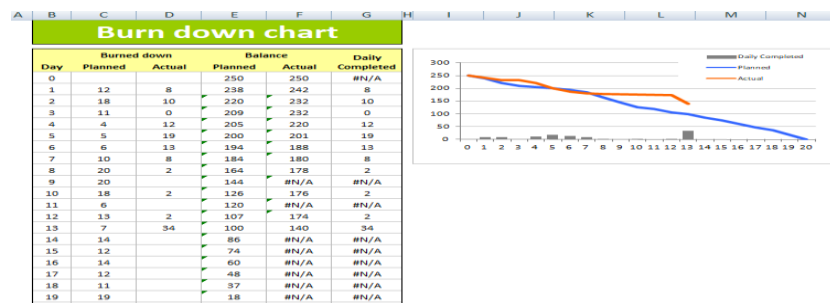 A B C D E F G H I J K L M N
Burn down chart
Burned down Balance Daily
Day Planned Actual Planned Actual Completed
0 250 250 #N/A
1 12 8 238 242 8
2 18 10 220 232 10
3 11 0 209 232 0
4 4 12 205 220 12
5 5 19 200 201 19
6 6 13 194 188 13
7 10 8 184 180 8
8 20 2 164 178 2
9 20 144 #N/A #N/A
10 18 2 126 176 2
11 6 120 #N/A #N/A
12 13 2 107 174 2
13 7 34 100 140 34
14 14 86 #N/A #N/A
15 12 74 #N/A #N/A
16 14 60 #N/A #N/A
17 12 48 #N/A #N/A
18 11 37 #N/A #N/A
19 19 18 #N/A #N/A
Daily Completed
Planned
Actual
300
250
200
150
100
50
0
0 1 2 3 4 5 6 7 8 9 10 11 12 13 14 15 16 17 18 19 20